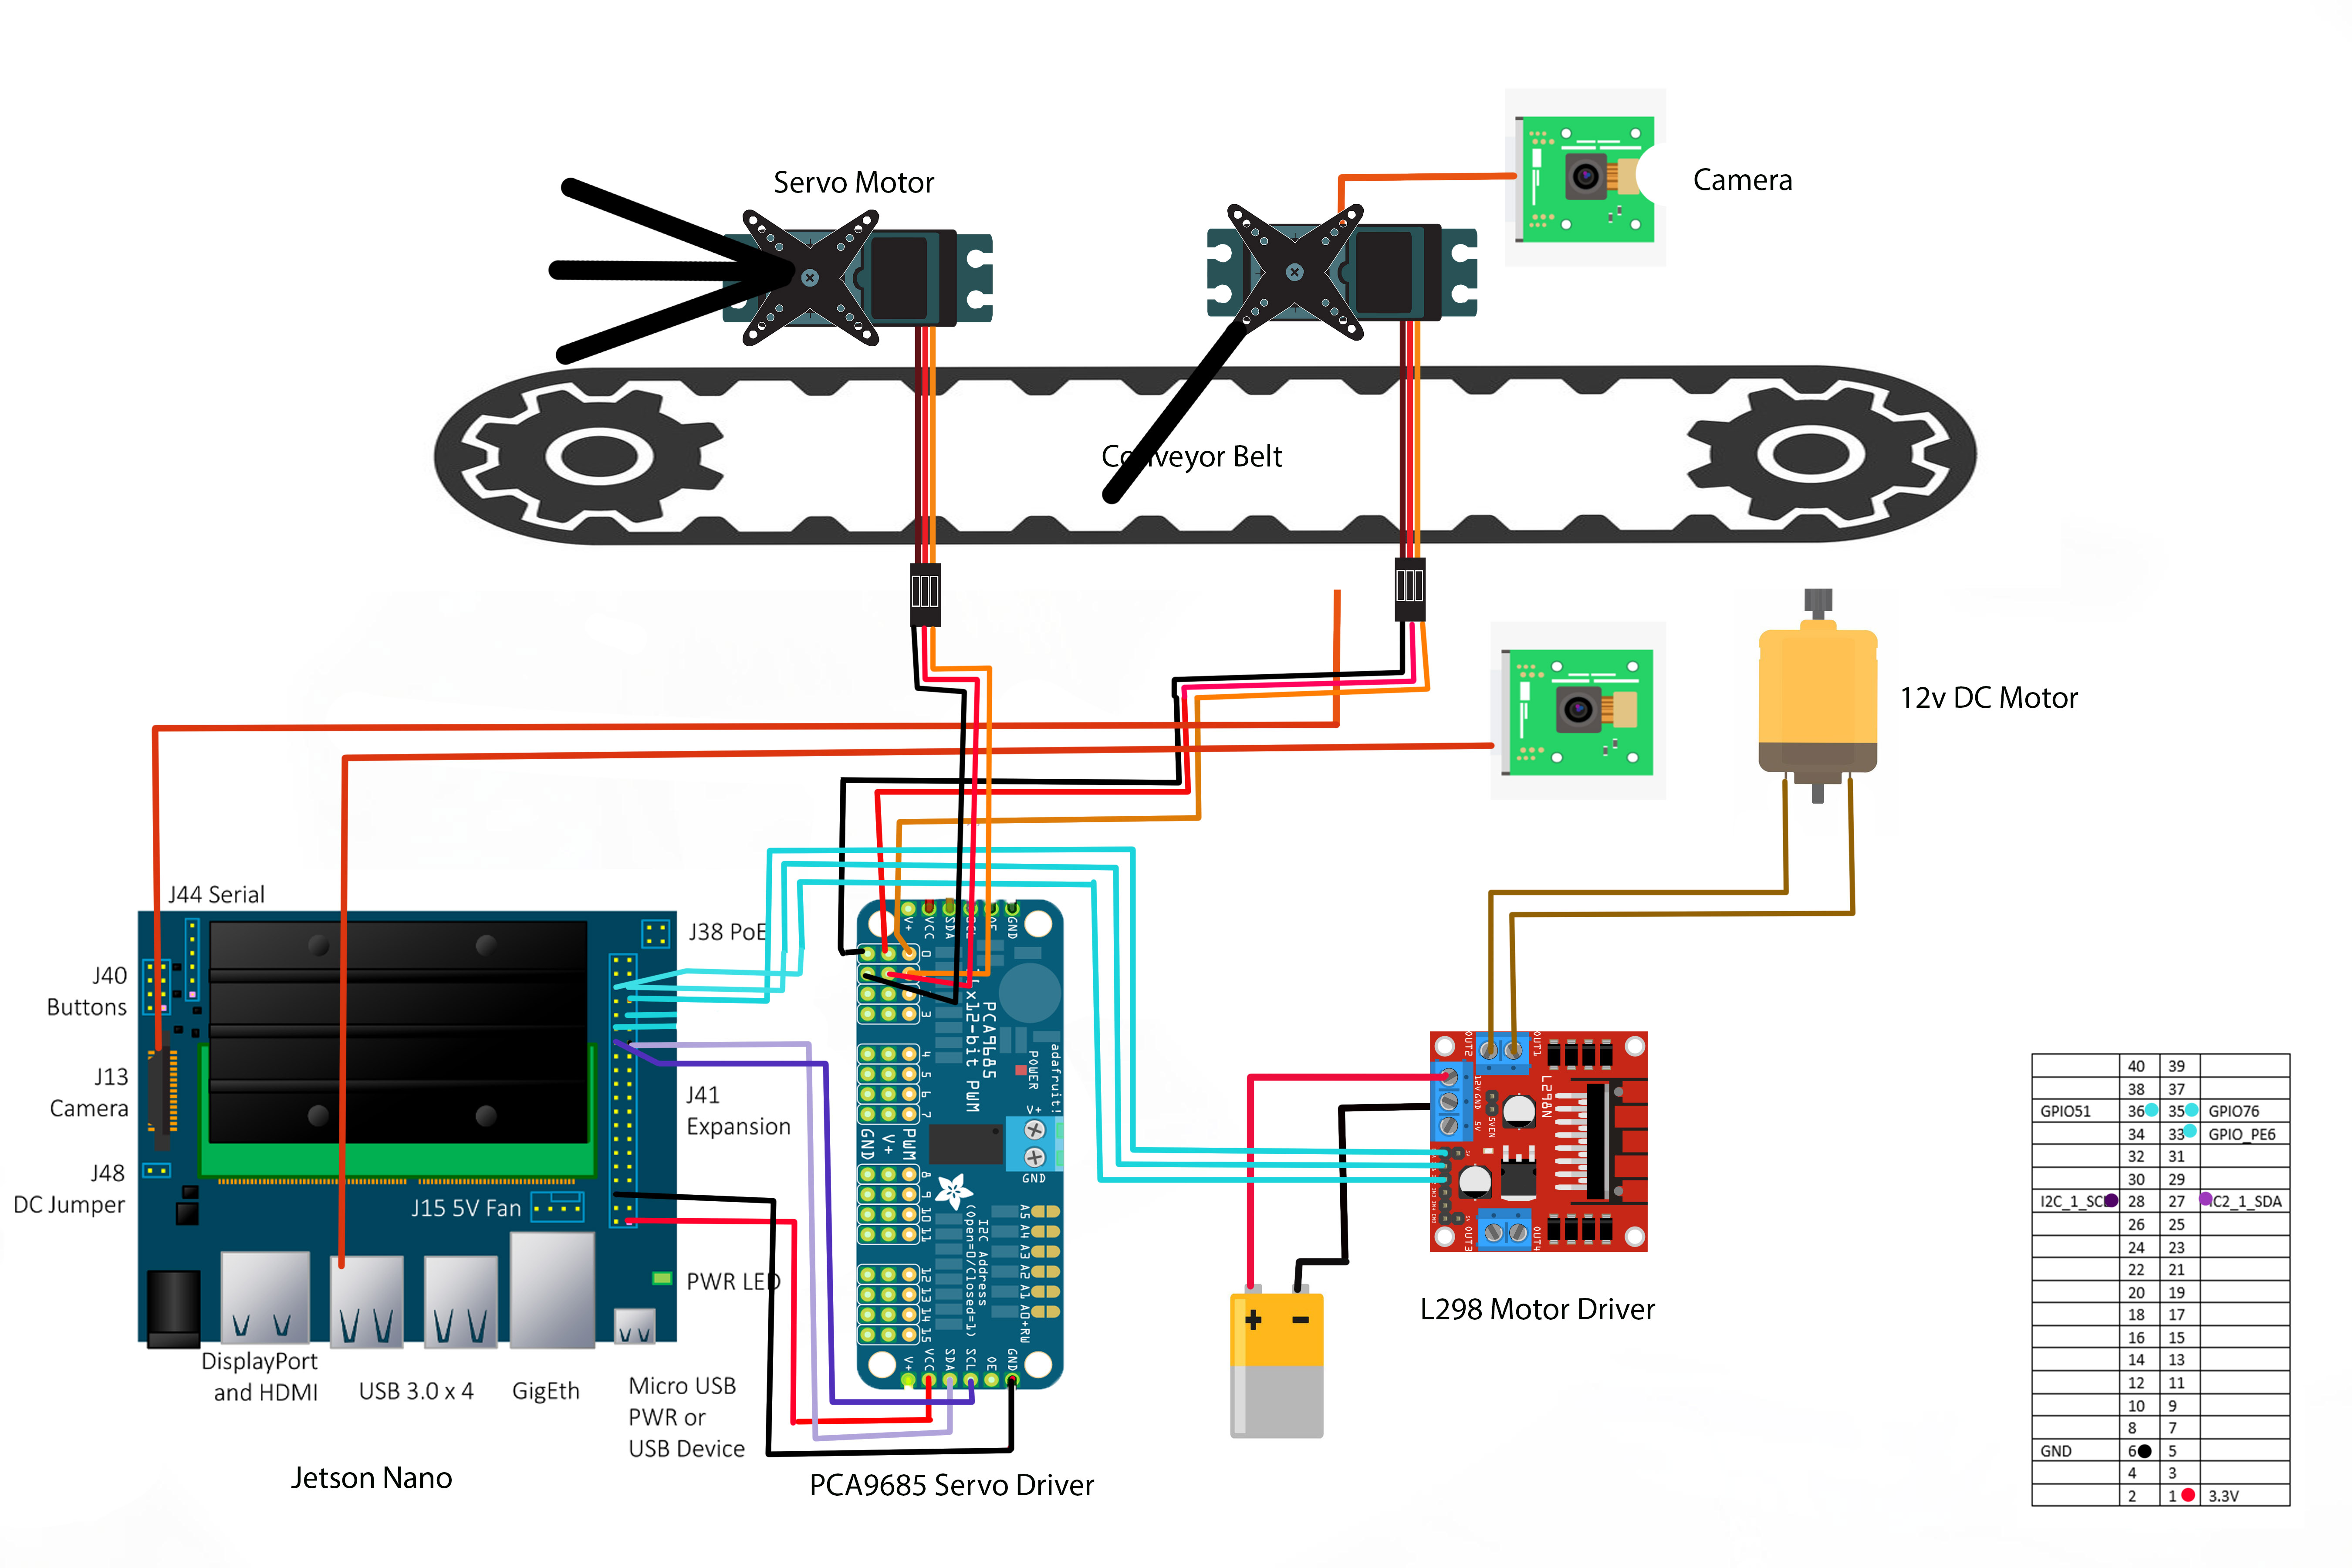 Servo Motor
Camera
Conveyor Belt
12v DC Motor
J44 Serial
J38 PoE
J40
Buttons
J13
Camera
J41
Expansion
J48
DC Jumper
J15 5V Fan
PWR LED
DisplayPort
and HDMI
USB 3.0 x 4
GigEth
Micro USB
PWR or
USB Device
Jetson Nano
V+ VCC SDA SCL OE GND
0
3
PCA9685
x12-bit PWM
adafruit!
POWER
V+
4
5
6
7
GND V+ PWM
GND
8
9
10
11
I2C Address
(Open=0/Closed=1)
A5 A4 A3 A2 A1 A0+RW
12
13
14
15
V+ VCC SDA SCL OE GND
PCA9685 Servo Driver
OUT2
OUT1
12V GND
5V
5VEN
L298N
OUT3
OUT4
+ −
L298 Motor Driver
40 39
38 37
GPIO51 36 35 GPIO76
34 33 GPIO_PE6
32 31
30 29
I2C_1_SCL 28 27 IC2_1_SDA
26 25
24 23
22 21
20 19
18 17
16 15
14 13
12 11
10 9
8 7
GND 6 5
4 3
2 1 3.3V